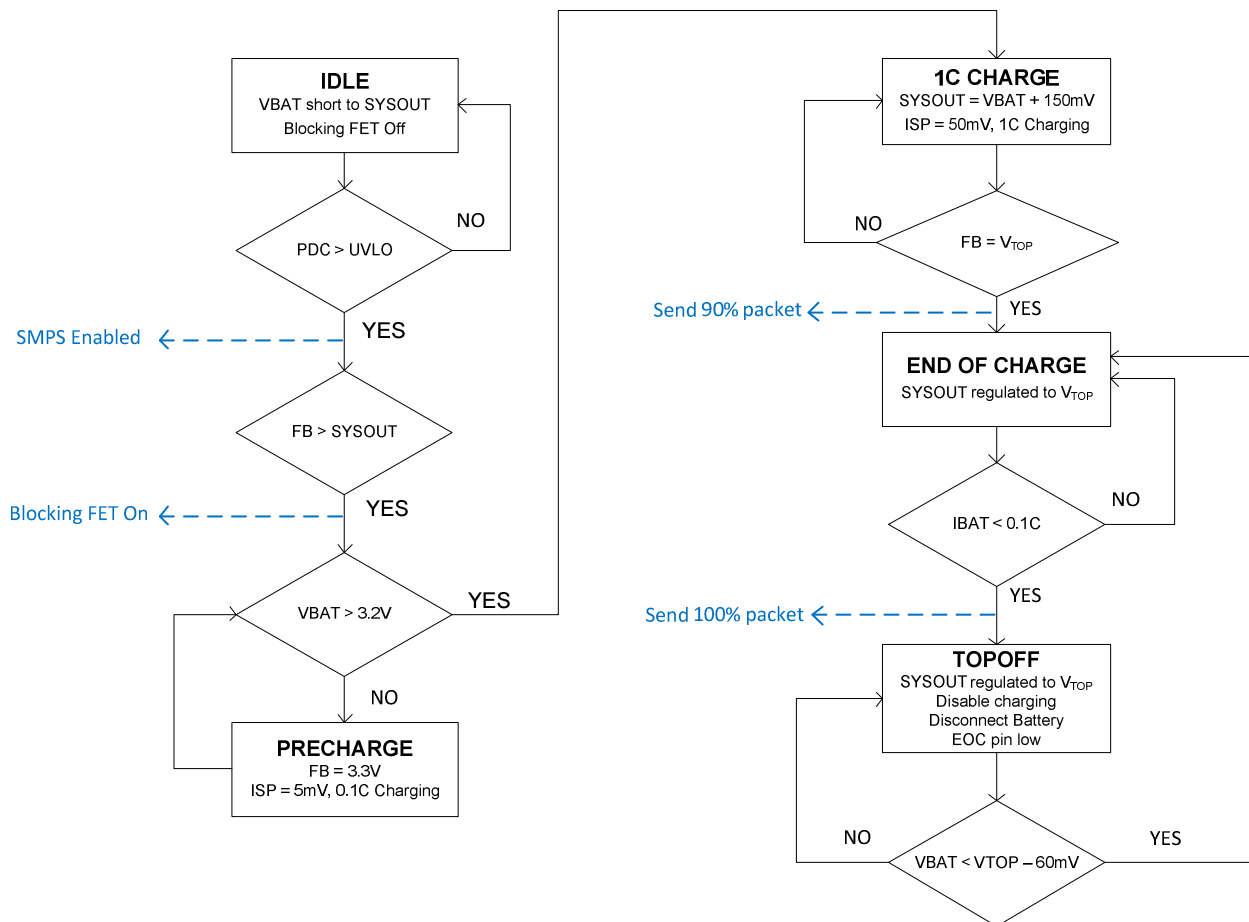 IDLE
VBAT short to SYSOUT
Blocking FET Off
NO
PDC > UVLO
YES
SMPS Enabled
FB > SYSOUT
YES
Blocking FET On
VBAT > 3.2V
YES
NO
PRECHARGE
FB = 3.3V
ISP = 5mV, 0.1C Charging
1C CHARGE
SYSOUT = VBAT + 150mV
ISP = 50mV, 1C Charging
NO
FB = VTOP
Send 90% packet
YES
END OF CHARGE
SYSOUT regulated to VTOP
NO
IBAT < 0.1C
YES
Send 100% packet
TOPOFF
SYSOUT regulated to VTOP
Disable charging
Disconnect Battery
EOC pin low
NO
YES
VBAT < VTOP – 60mV